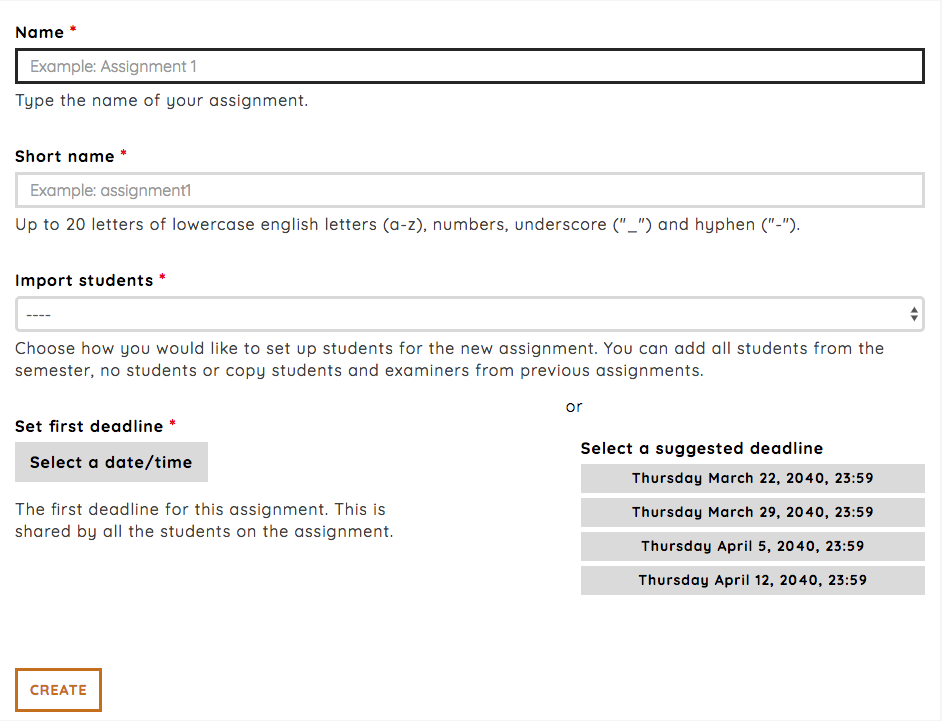 Name *
Example: Assignment 1
Type the name of your assignment.
Short name *
Example: assignment1
Up to 20 letters of lowercase english letters (a-z), numbers, underscore ("_") and hyphen ("-").
Import students *
----
Choose how you would like to set up students for the new assignment. You can add all students from the
semester, no students or copy students and examiners from previous assignments.
Set first deadline *
Select a date/time
The first deadline for this assignment. This is
shared by all the students on the assignment.
or
Select a suggested deadline
Thursday March 22, 2040, 23:59
Thursday March 29, 2040, 23:59
Thursday April 5, 2040, 23:59
Thursday April 12, 2040, 23:59
CREATE